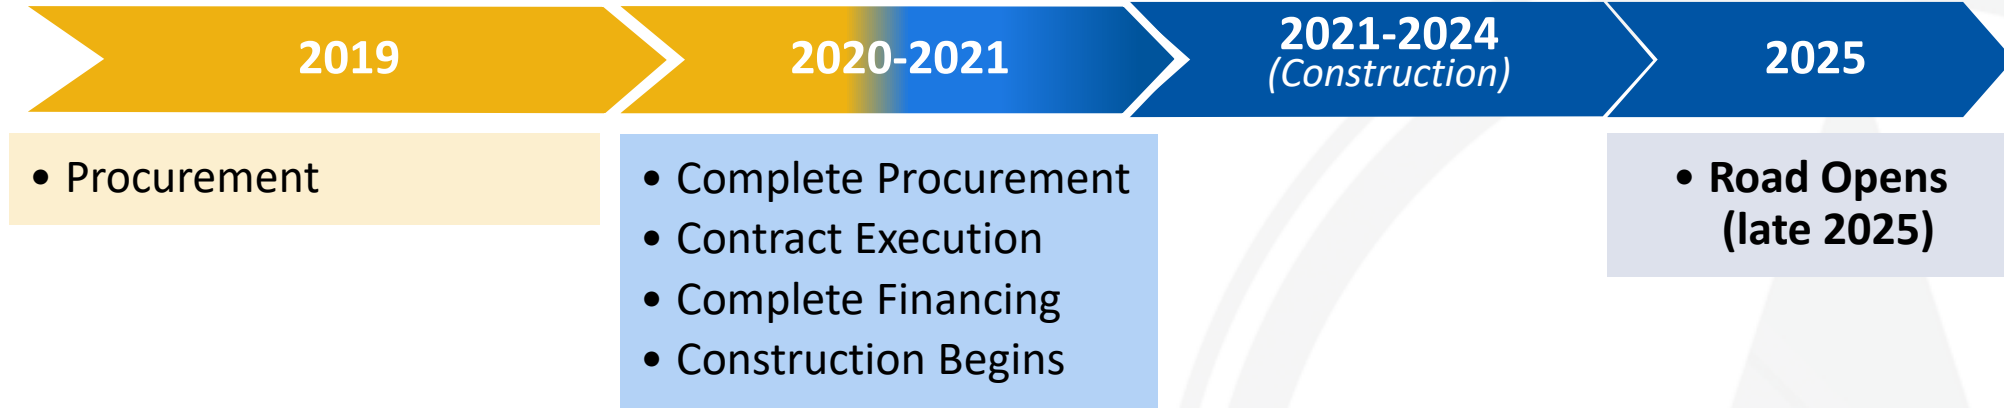 2019
2020-2021
2021-2024
(Construction)
2025
• Procurement
• Complete Procurement
• Contract Execution
• Complete Financing
• Construction Begins
• Road Opens
(late 2025)